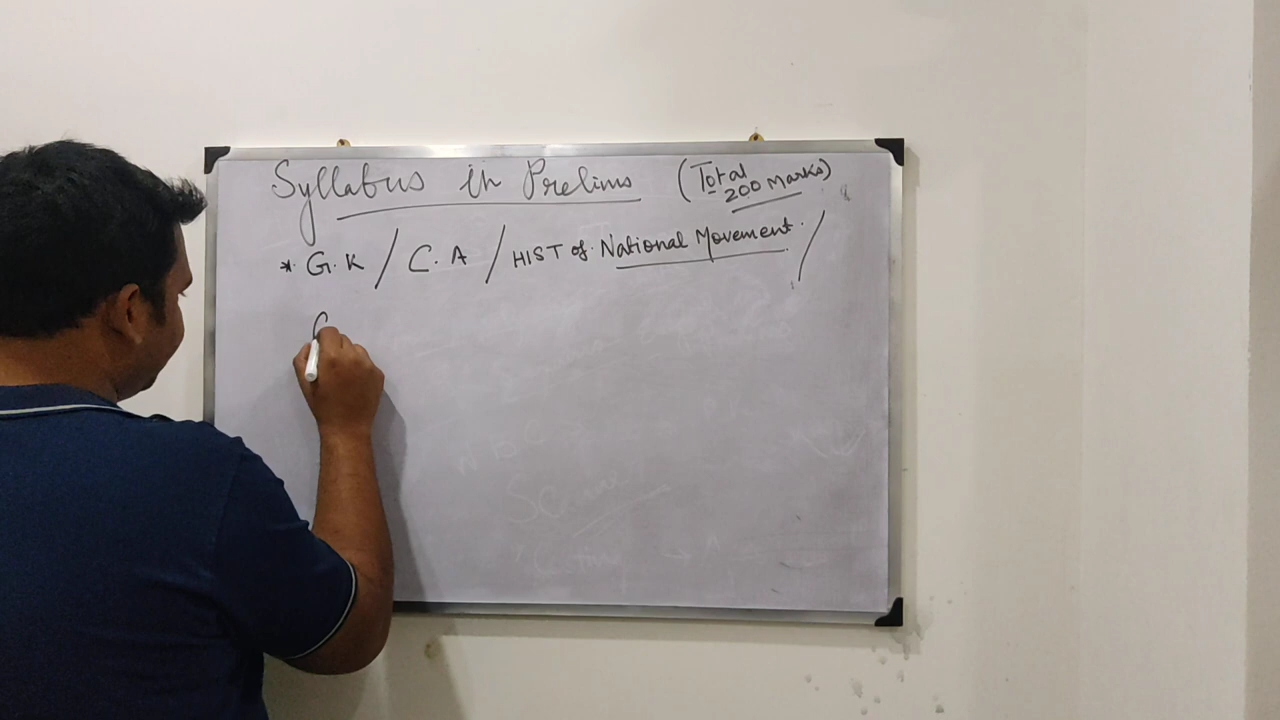 Syllabus in Prelims (Total 200 Marks)
* G.K / C.A / HIST of National Movement /